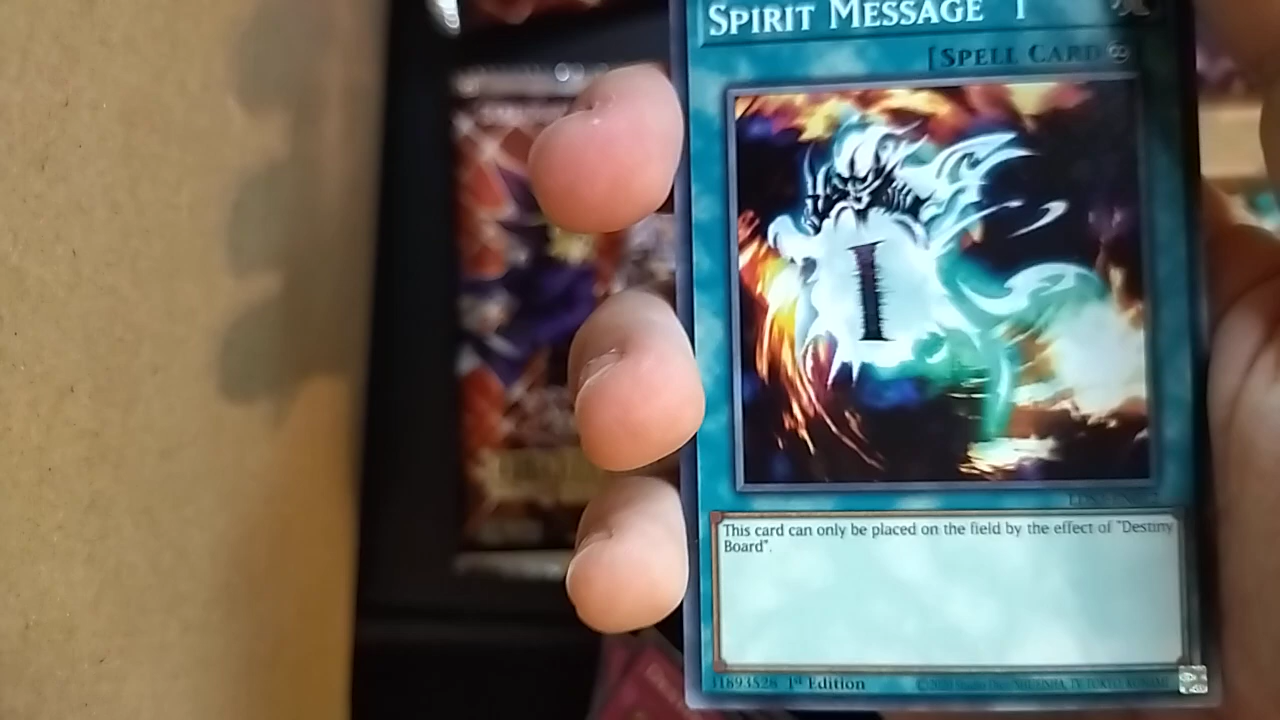 SPIRIT MESSAGE "I"
[SPELL CARD
I
This card can only be placed on the field by the effect of "Destiny
Board".
31893528 1st Edition